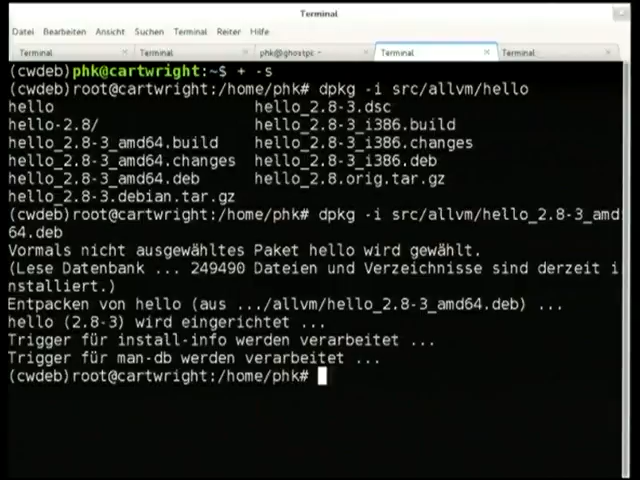 Terminal
Datei Bearbeiten Ansicht Suchen Terminal Reiter Hilfe
Terminal × Terminal × phk@ghostpc: ~ × Terminal × Terminal ×
(cwdeb)phk@cartwright:~$ + -s
(cwdeb)root@cartwright:/home/phk# dpkg -i src/allvm/hello
hello hello_2.8-3.dsc
hello-2.8/ hello_2.8-3_i386.build
hello_2.8-3_amd64.build hello_2.8-3_i386.changes
hello_2.8-3_amd64.changes hello_2.8-3_i386.deb
hello_2.8-3_amd64.deb hello_2.8.orig.tar.gz
hello_2.8-3.debian.tar.gz
(cwdeb)root@cartwright:/home/phk# dpkg -i src/allvm/hello_2.8-3_amd
64.deb
Vormals nicht ausgewähltes Paket hello wird gewählt.
(Lese Datenbank ... 249490 Dateien und Verzeichnisse sind derzeit i
nstalliert.)
Entpacken von hello (aus .../allvm/hello_2.8-3_amd64.deb) ...
hello (2.8-3) wird eingerichtet ...
Trigger für install-info werden verarbeitet ...
Trigger für man-db werden verarbeitet ...
(cwdeb)root@cartwright:/home/phk#